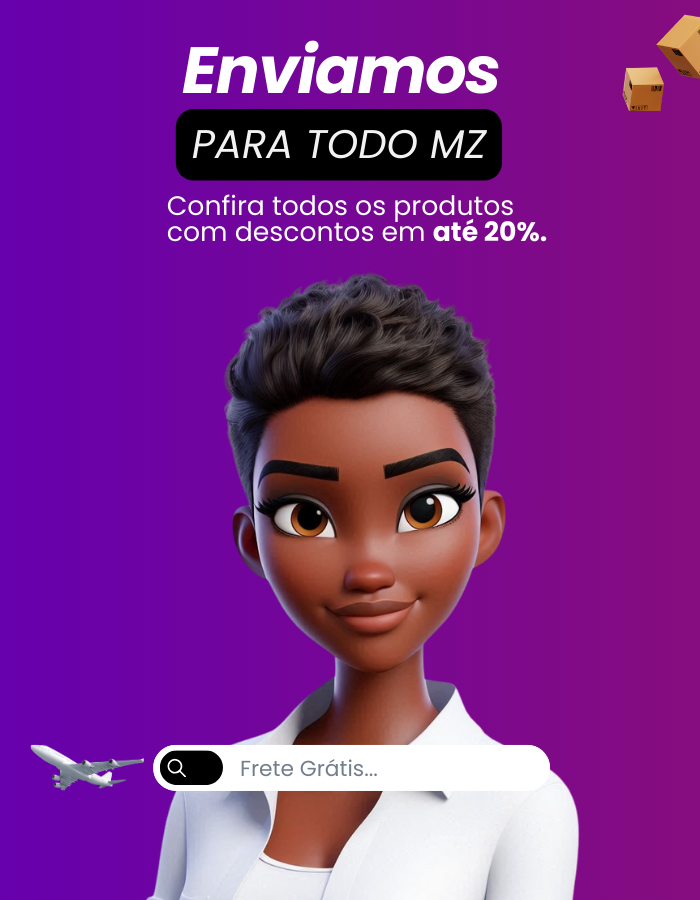 Enviamos
PARA TODO MZ
Confira todos os produtos
com descontos em até 20%.
Frete Grátis...